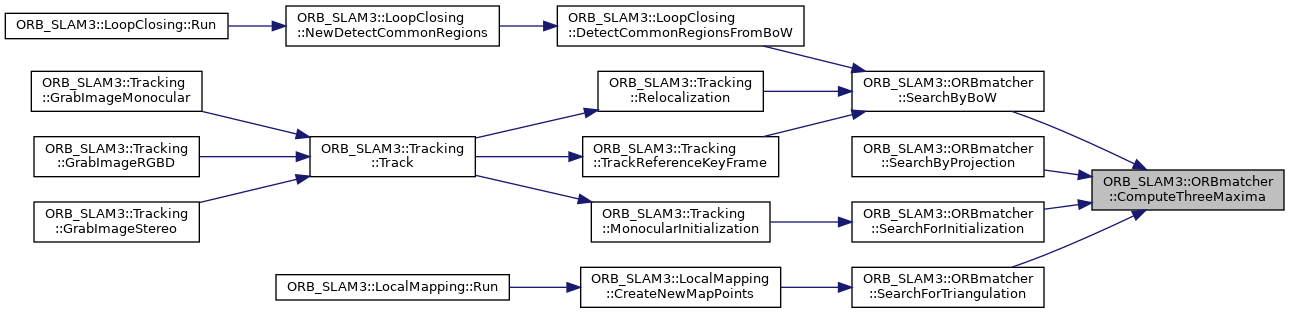 ORB_SLAM3::LoopClosing::Run
ORB_SLAM3::LoopClosing
::NewDetectCommonRegions
ORB_SLAM3::LoopClosing
::DetectCommonRegionsFromBoW
ORB_SLAM3::Tracking
::GrabImageMonocular
ORB_SLAM3::Tracking
::Relocalization
ORB_SLAM3::ORBmatcher
::SearchByBoW
ORB_SLAM3::Tracking
::GrabImageRGBD
ORB_SLAM3::Tracking
::Track
ORB_SLAM3::Tracking
::TrackReferenceKeyFrame
ORB_SLAM3::ORBmatcher
::SearchByProjection
ORB_SLAM3::ORBmatcher
::ComputeThreeMaxima
ORB_SLAM3::Tracking
::GrabImageStereo
ORB_SLAM3::Tracking
::MonocularInitialization
ORB_SLAM3::ORBmatcher
::SearchForInitialization
ORB_SLAM3::LocalMapping::Run
ORB_SLAM3::LocalMapping
::CreateNewMapPoints
ORB_SLAM3::ORBmatcher
::SearchForTriangulation